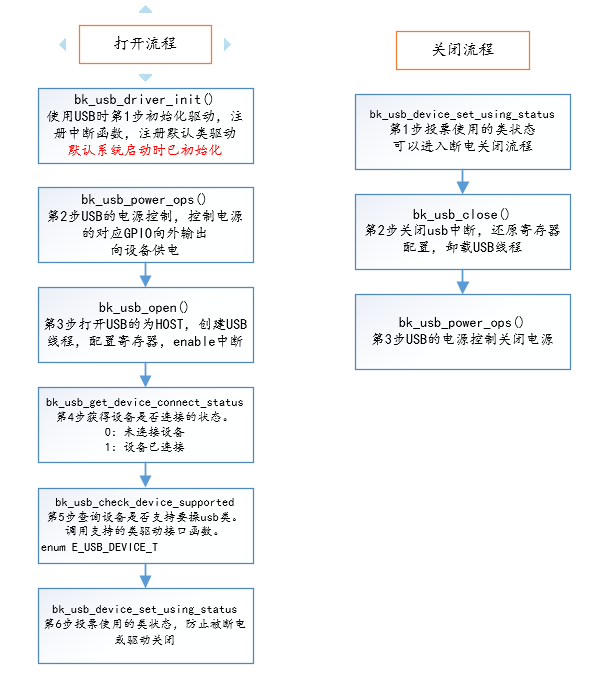 打开流程
bk_usb_driver_init()
使用USB时第1步初始化驱动，注
册中断函数，注册默认类驱动
默认系统启动时已初始化
bk_usb_power_ops()
第2步USB的电源控制，控制电源
的对应GPIO向外输出
向设备供电
bk_usb_open()
第3步打开USB的为HOST，创建USB
线程，配置寄存器，enable中断
bk_usb_get_device_connect_status
第4步获得设备是否连接的状态。
0：未连接设备
1：设备已连接
bk_usb_check_device_supported
第5步查询设备是否支持要操usb类。
调用支持的类驱动接口函数。
enum E_USB_DEVICE_T
bk_usb_device_set_using_status
第6步投票使用的类状态，防止被断电
或驱动关闭
关闭流程
bk_usb_device_set_using_status
第1步投票使用的类状态
可以进入断电关闭流程
bk_usb_close()
第2步关闭usb中断，还原寄存器
配置，卸载USB线程
bk_usb_power_ops()
第3步USB的电源控制关闭电源